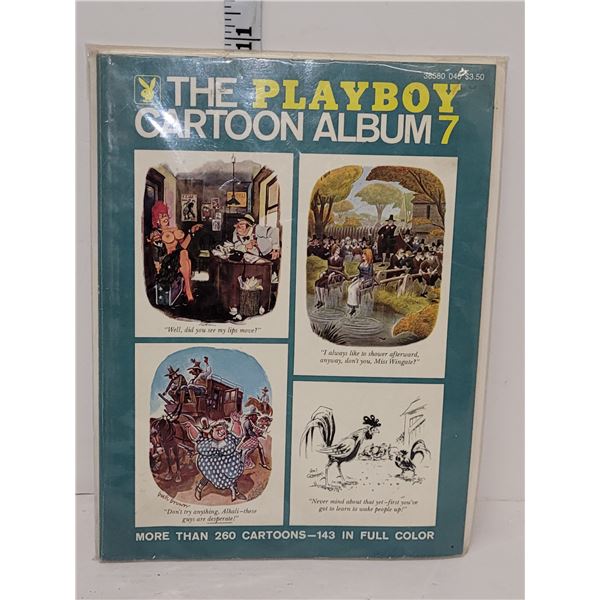 11
38580 045 $3.50
THE PLAYBOY
CARTOON ALBUM 7
"Well, did you see my lips move?"
"I always like to shower afterward,
anyway, don't you, Miss Wingate?"
"Don't try anything, Alkali—these
guys are desperate!"
"Never mind about that yet—first you've
got to learn to wake people up!"
MORE THAN 260 CARTOONS—143 IN FULL COLOR